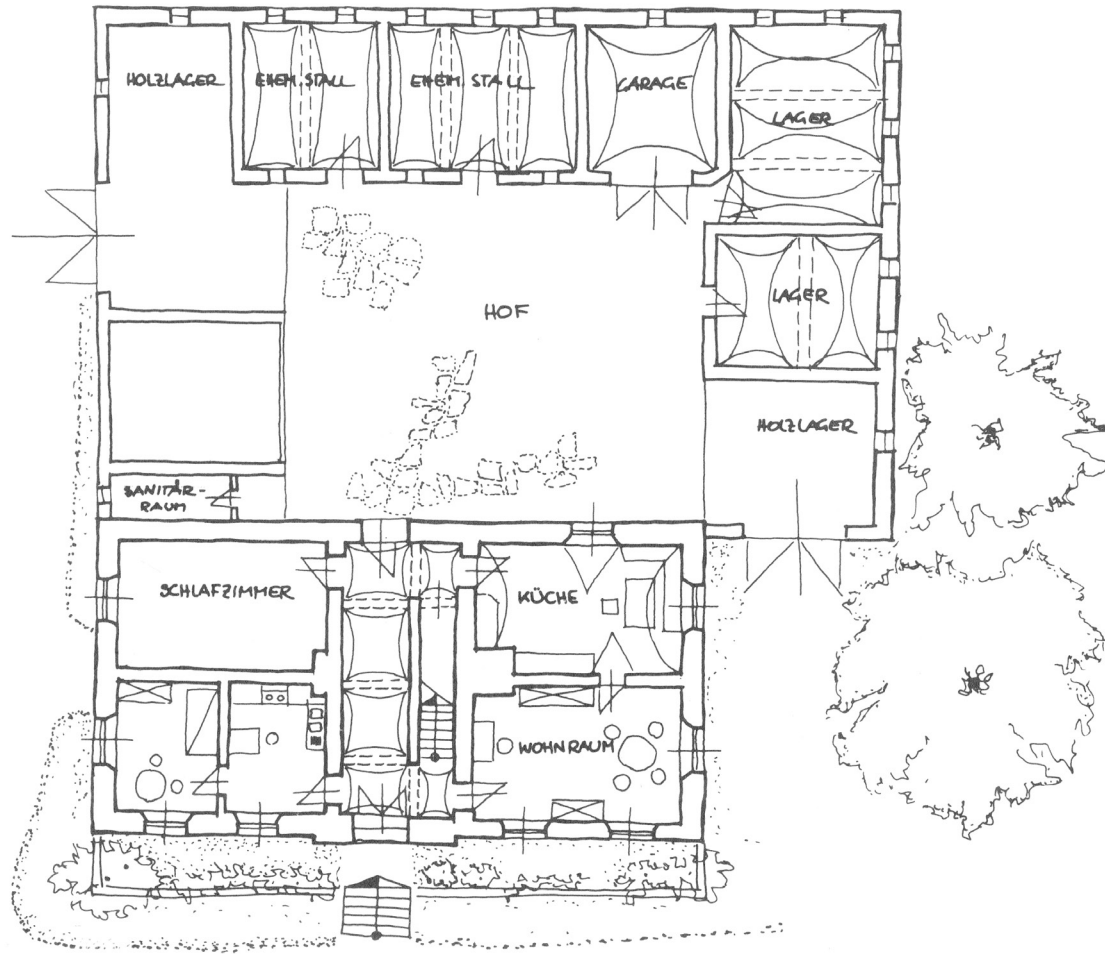 HOLZLAGER
EHEM. STALL
EHEM. STALL
GARAGE
LAGER
LAGER
HOF
HOLZLAGER
SANITÄR-
RAUM
SCHLAFZIMMER
KÜCHE
WOHNRAUM